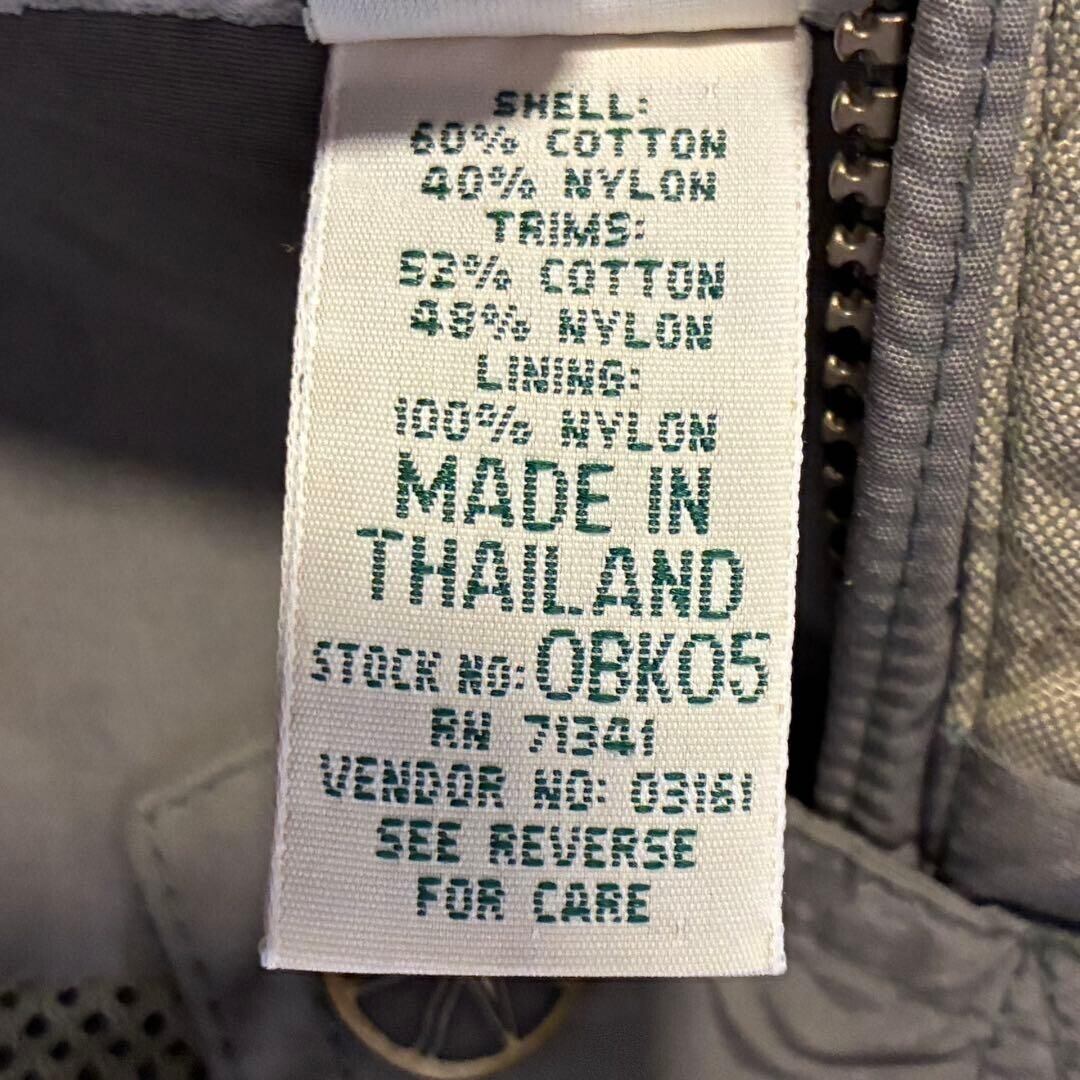 SHELL:
60% COTTON
40% NYLON
TRIMS:
52% COTTON
48% NYLON
LINING:
100% NYLON
MADE IN
THAILAND
STOCK NO: 0BK05
RN 71341
VENDOR NO: 03161
SEE REVERSE
FOR CARE